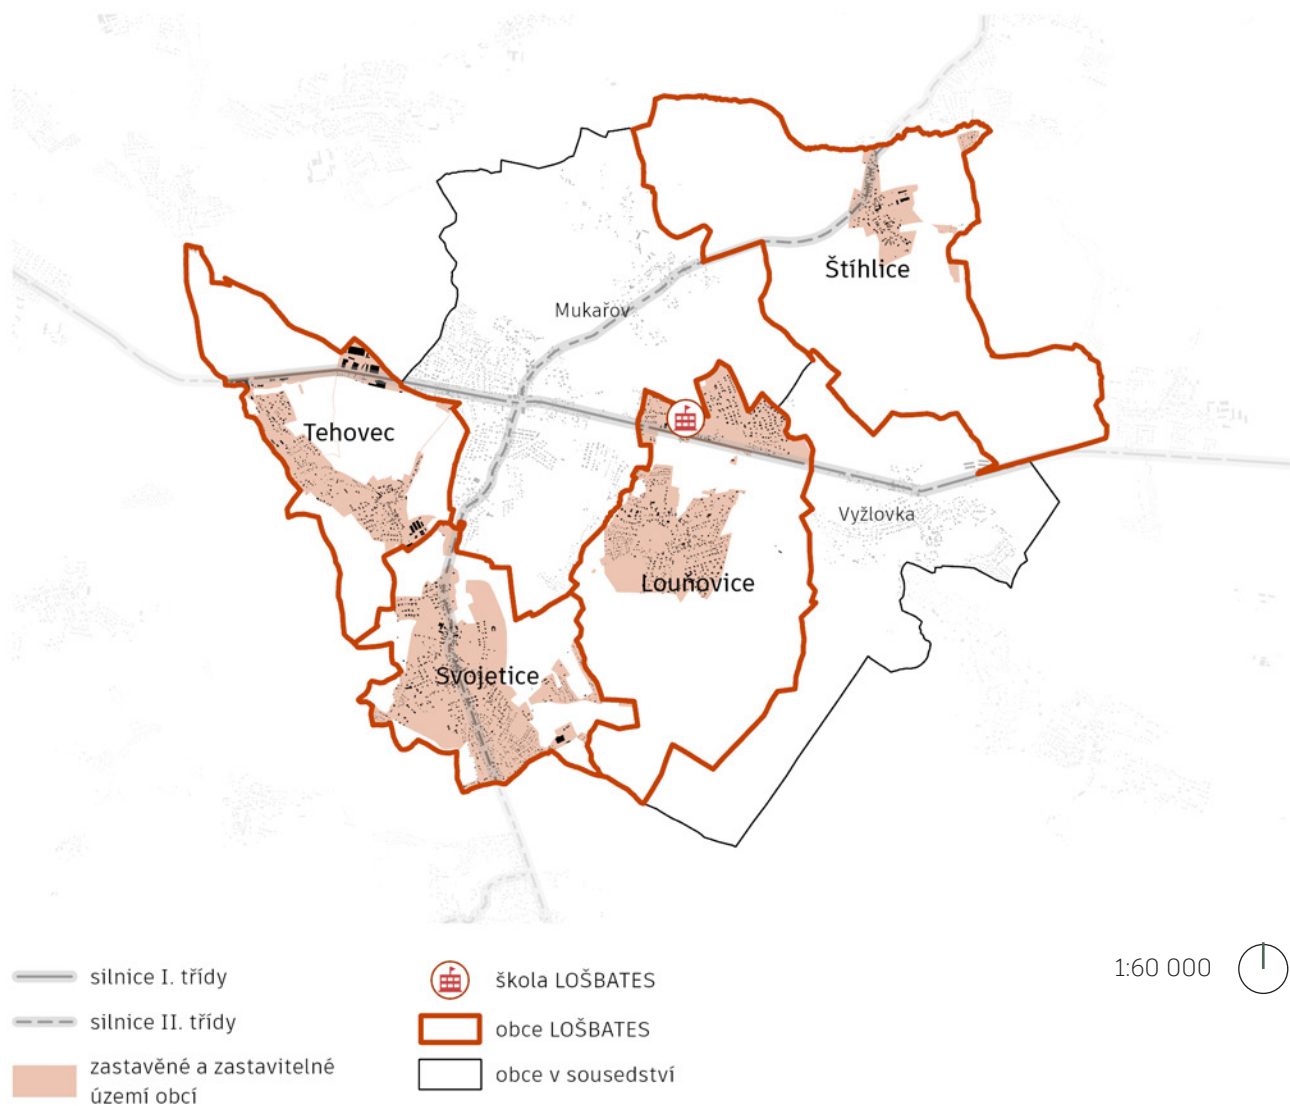 Štíhlice
Mukařov
Tehovec
Vyžlovka
Louňovice
Svojetice
silnice I. třídy
silnice II. třídy
zastavěné a zastavitelné
území obcí
škola LOŠBATES
obce LOŠBATES
obce v sousedství
1:60 000